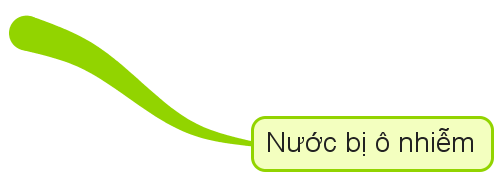 Nước bị ô nhiễm